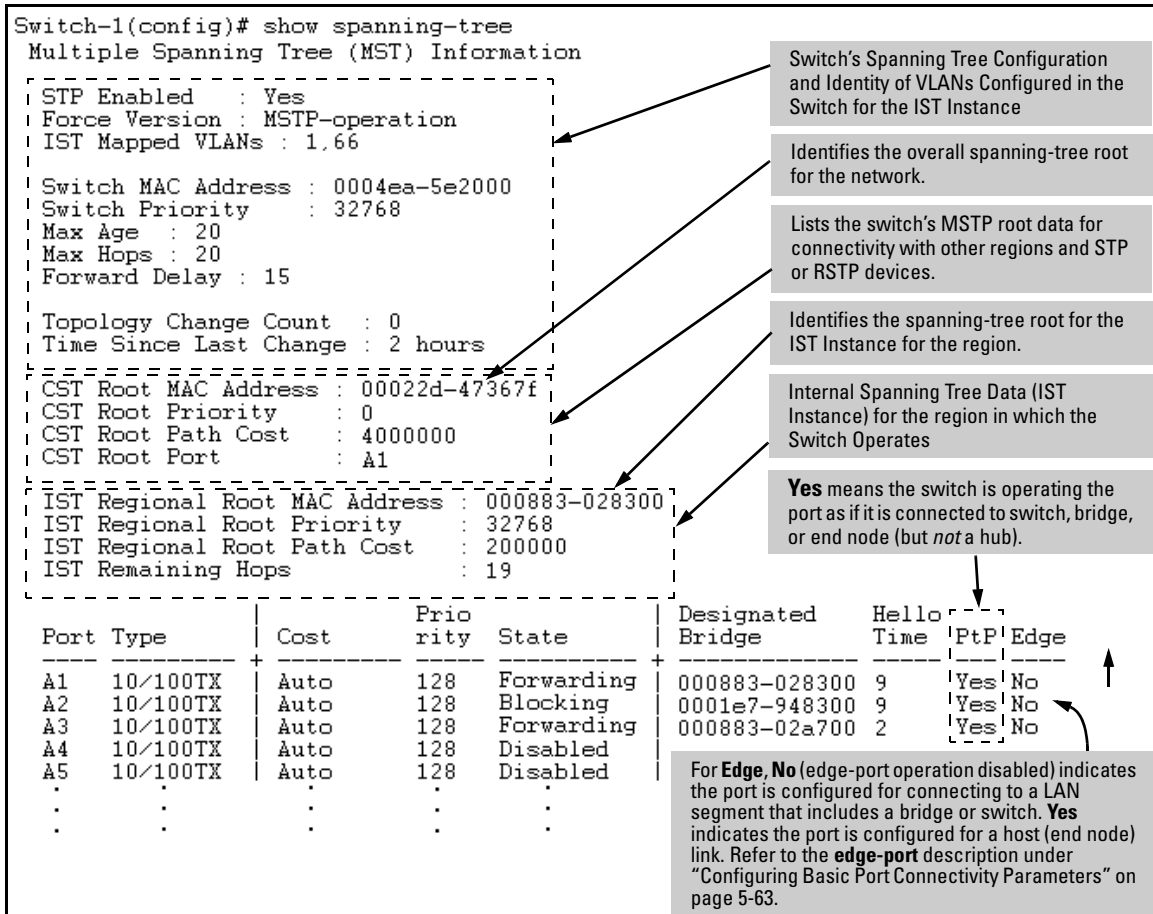 Switch-1(config)# show spanning-tree
Multiple Spanning Tree (MST) Information
STP Enabled : Yes
Force Version : MSTP-operation
IST Mapped VLANs : 1,66
Switch MAC Address : 0004ea-5e2000
Switch Priority : 32768
Max Age : 20
Max Hops : 20
Forward Delay : 15
Topology Change Count : 0
Time Since Last Change : 2 hours
CST Root MAC Address : 00022d-47367f
CST Root Priority : 0
CST Root Path Cost : 4000000
CST Root Port : A1
IST Regional Root MAC Address : 000883-028300
IST Regional Root Priority : 32768
IST Regional Root Path Cost : 200000
IST Remaining Hops : 19
Switch's Spanning Tree Configuration
and Identity of VLANs Configured in the
Switch for the IST Instance
Identifies the overall spanning-tree root
for the network.
Lists the switch's MSTP root data for
connectivity with other regions and STP
or RSTP devices.
Identifies the spanning-tree root for the
IST Instance for the region.
Internal Spanning Tree Data (IST
Instance) for the region in which the
Switch Operates
Yes means the switch is operating the
port as if it is connected to switch, bridge,
or end node (but not a hub).
| Prio | Designated Hello
Port Type | Cost rity State | Bridge Time PtP Edge
---- --------- + --------- ----- ---------- + ------------- ---- --- ----
A1 10/100TX | Auto 128 Forwarding | 000883-028300 9 Yes No
A2 10/100TX | Auto 128 Blocking | 0001e7-948300 9 Yes No
A3 10/100TX | Auto 128 Forwarding | 000883-02a700 2 Yes No
A4 10/100TX | Auto 128 Disabled |
A5 10/100TX | Auto 128 Disabled |
. . . . .
. . . . .
For Edge, No (edge-port operation disabled) indicates
the port is configured for connecting to a LAN
segment that includes a bridge or switch. Yes
indicates the port is configured for a host (end node)
link. Refer to the edge-port description under
"Configuring Basic Port Connectivity Parameters" on
page 5-63.